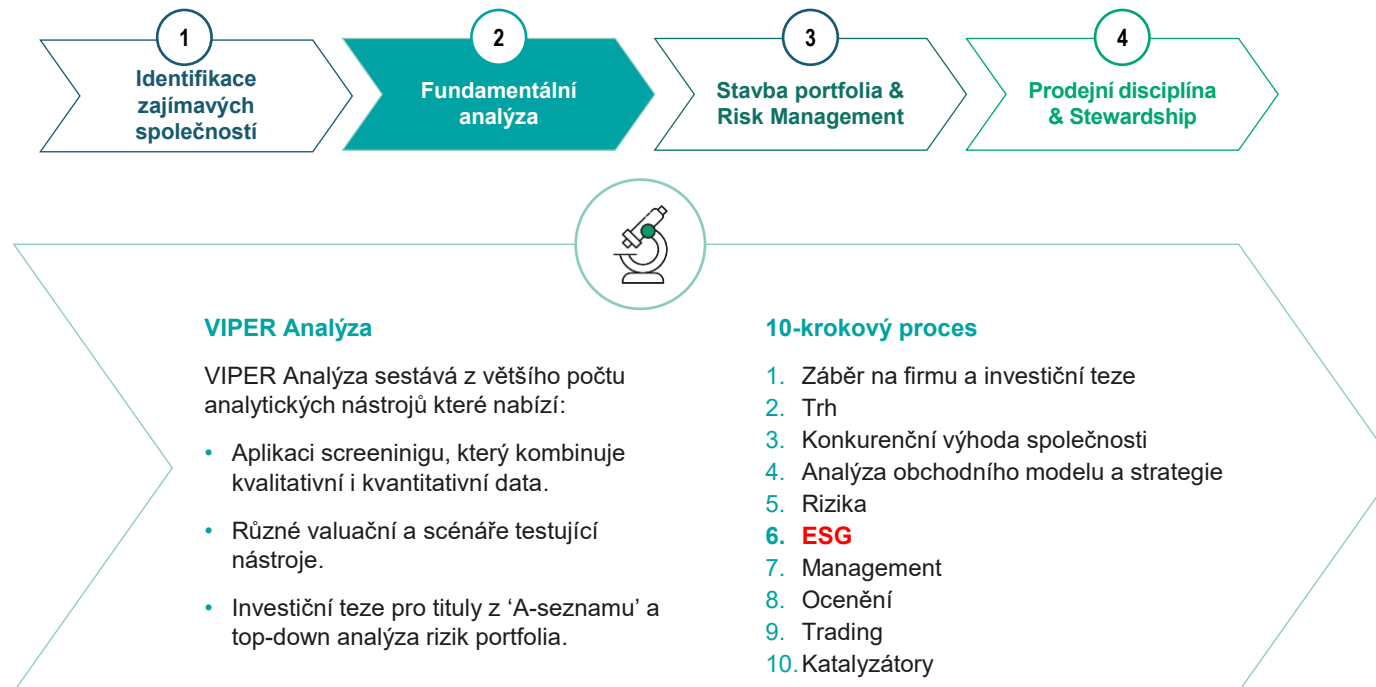 1
Identifikace
zajímavých
společností
2
Fundamentální
analýza
3
Stavba portfolia &
Risk Management
4
Prodejní disciplína
& Stewardship
VIPER Analýza
VIPER Analýza sestává z většího počtu
analytických nástrojů které nabízí:
• Aplikaci screeninigu, který kombinuje
kvalitativní i kvantitativní data.
• Různé valuační a scénáře testující
nástroje.
• Investiční teze pro tituly z ‘A-seznamu’ a
top-down analýza rizik portfolia.
10-krokový proces
1. Záběr na firmu a investiční teze
2. Trh
3. Konkurenční výhoda společnosti
4. Analýza obchodního modelu a strategie
5. Rizika
6. ESG
7. Management
8. Ocenění
9. Trading
10. Katalyzátory